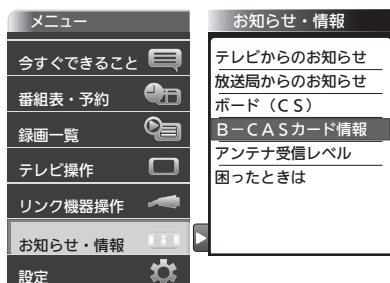 メニュー
今すぐできること
番組表・予約
録画一覧
テレビ操作
リンク機器操作
お知らせ・情報
設定
お知らせ・情報
テレビからのお知らせ
放送局からのお知らせ
ボード（ＣＳ）
Ｂ－ＣＡＳカード情報
アンテナ受信レベル
困ったときは